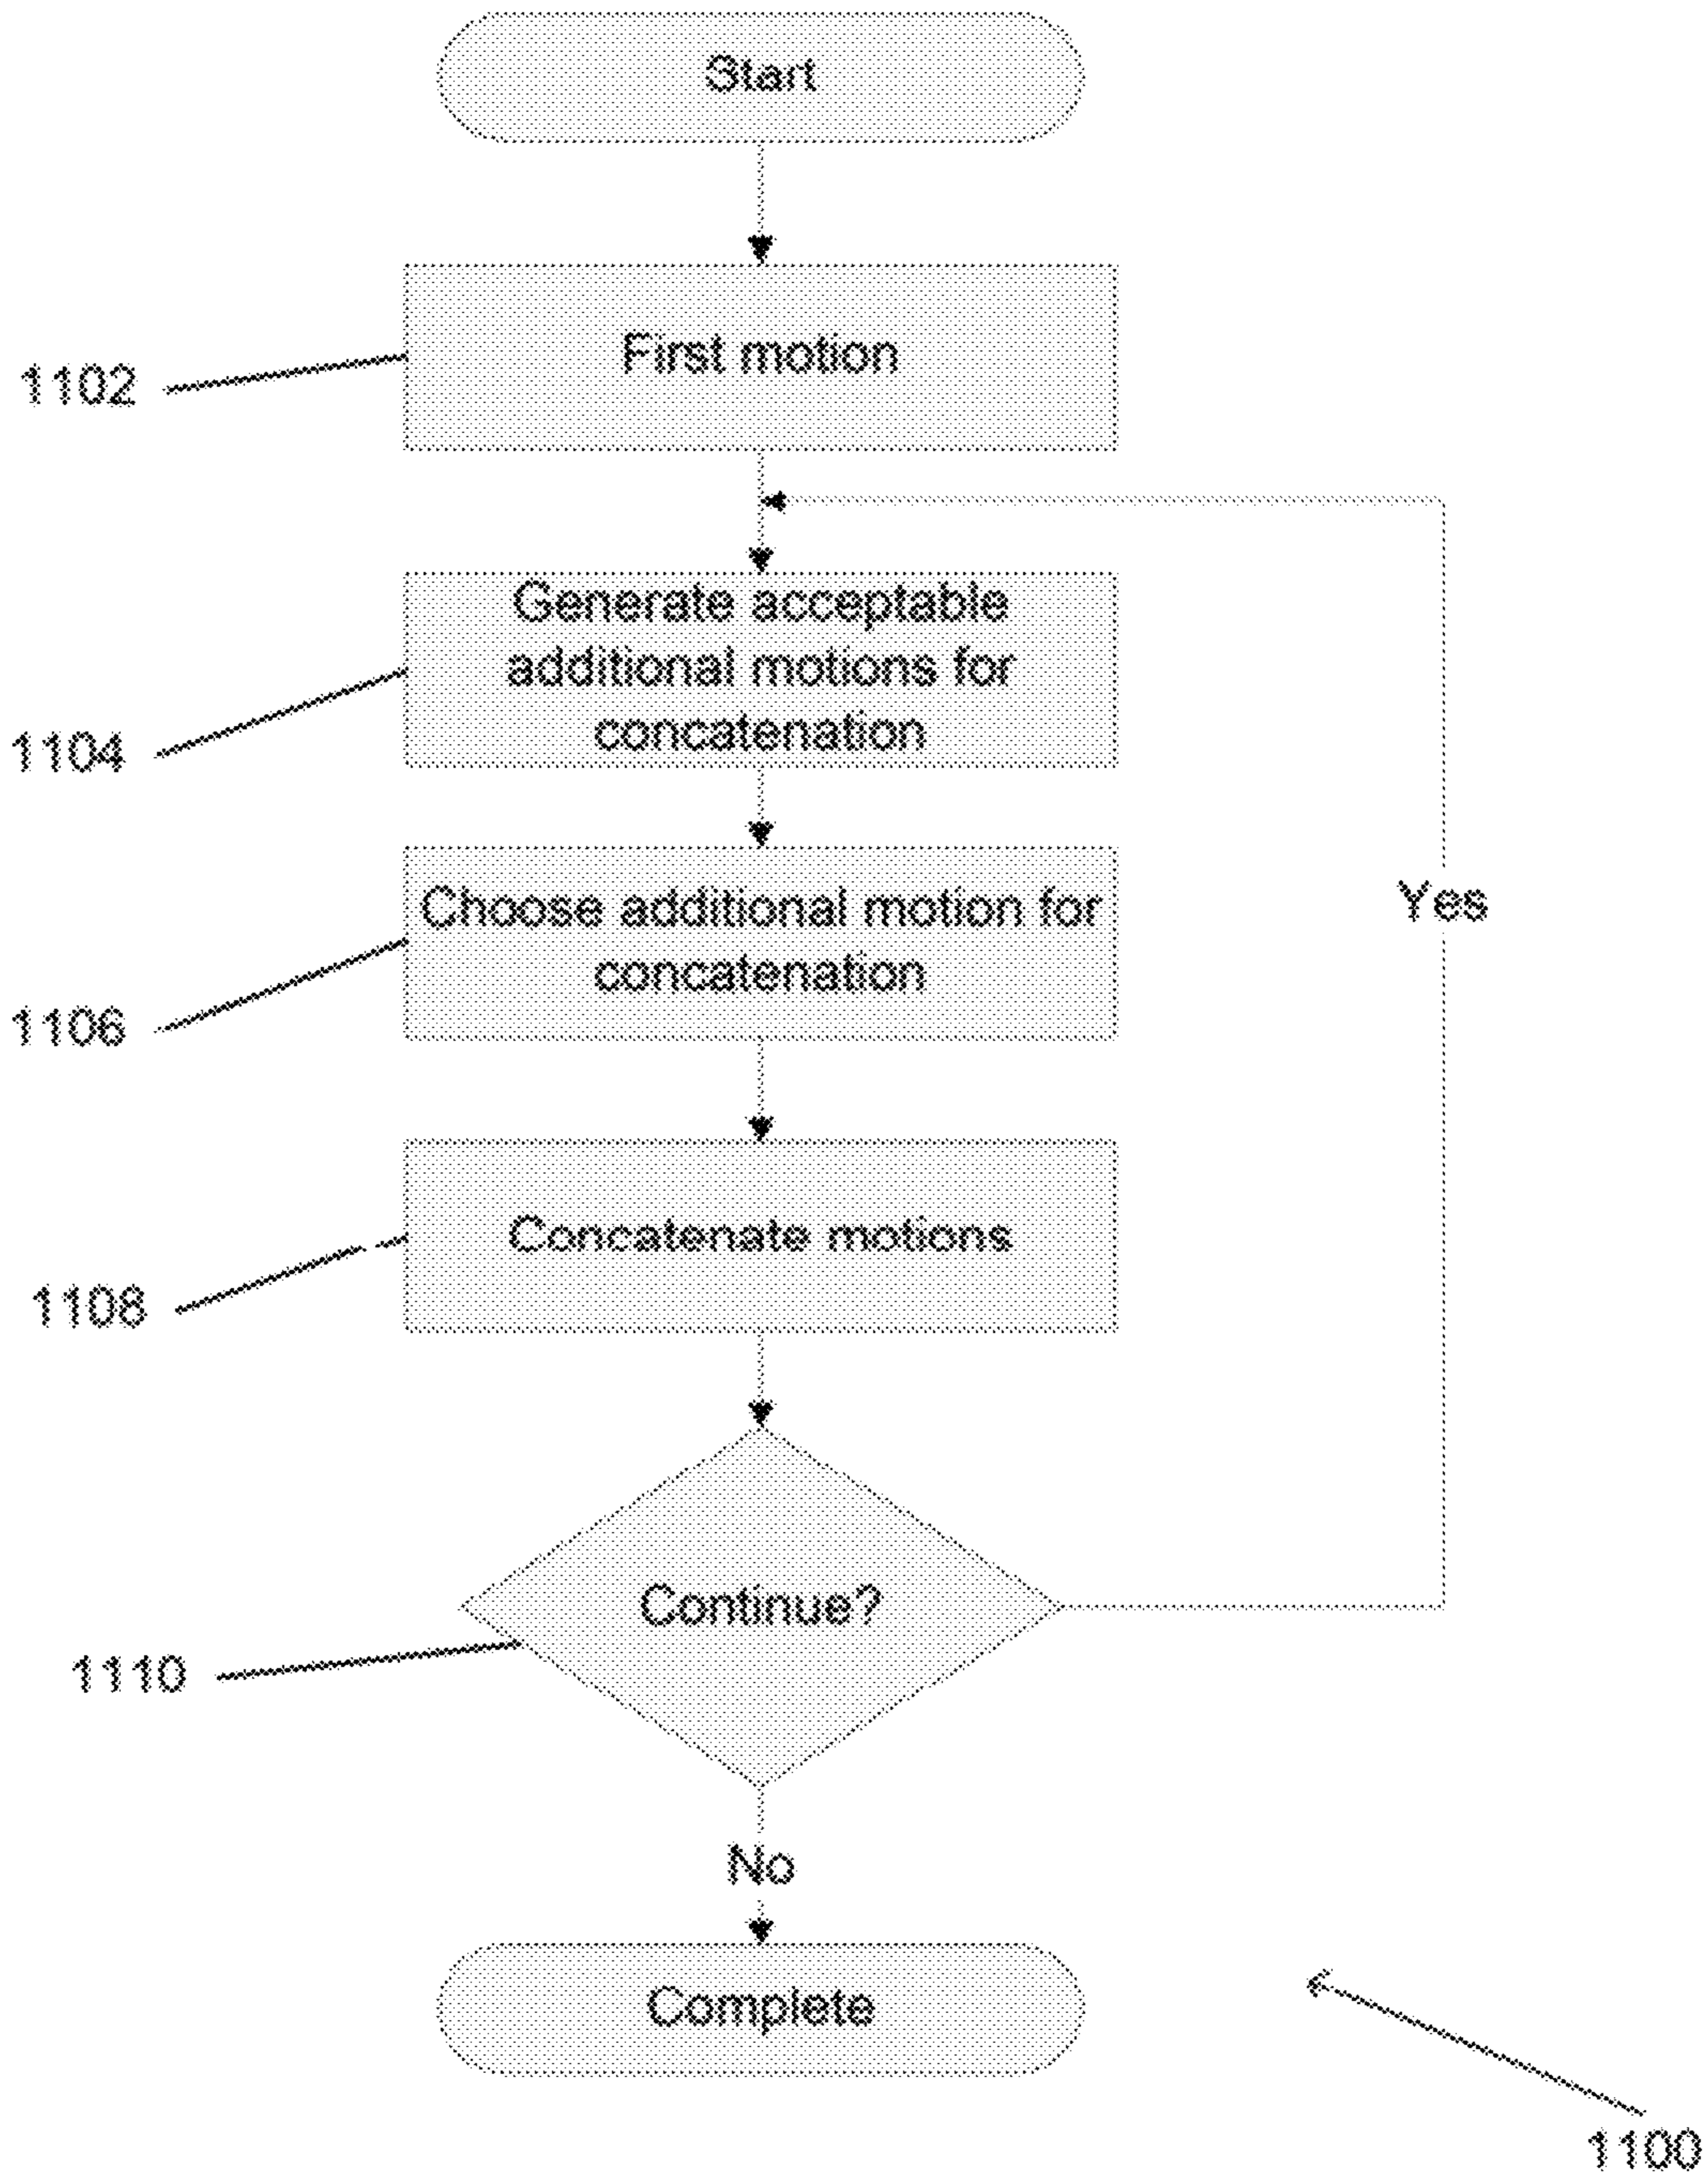 Start
First motion
1102
Generate acceptable
additional motions for
concatenation
1104
Choose additional motion for
concatenation
Yes
1106
Concatenate motions
1108
Continue?
1110
No
Complete
1100